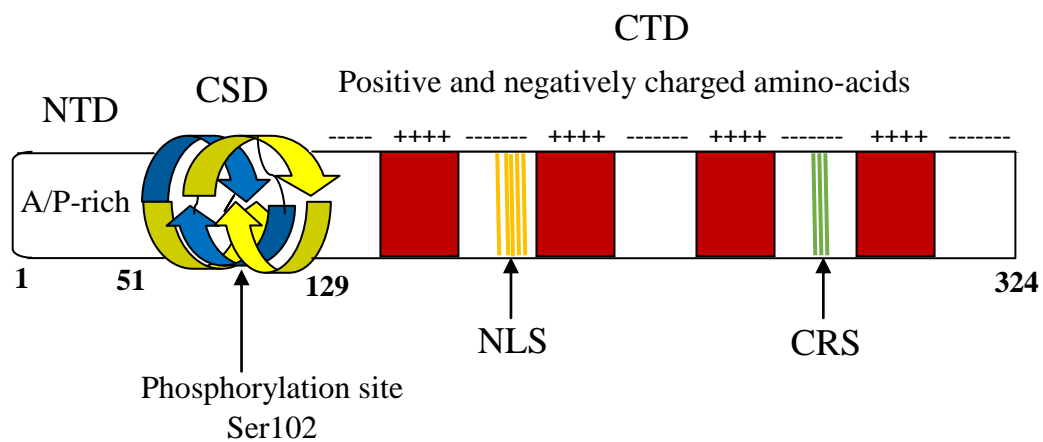 CTD
Positive and negatively charged amino-acids
NTD
CSD
----- ++++ ------- ++++ ------- ++++ ------- ++++ -------
A/P-rich
1 51 129 324
NLS
CRS
Phosphorylation site
Ser102